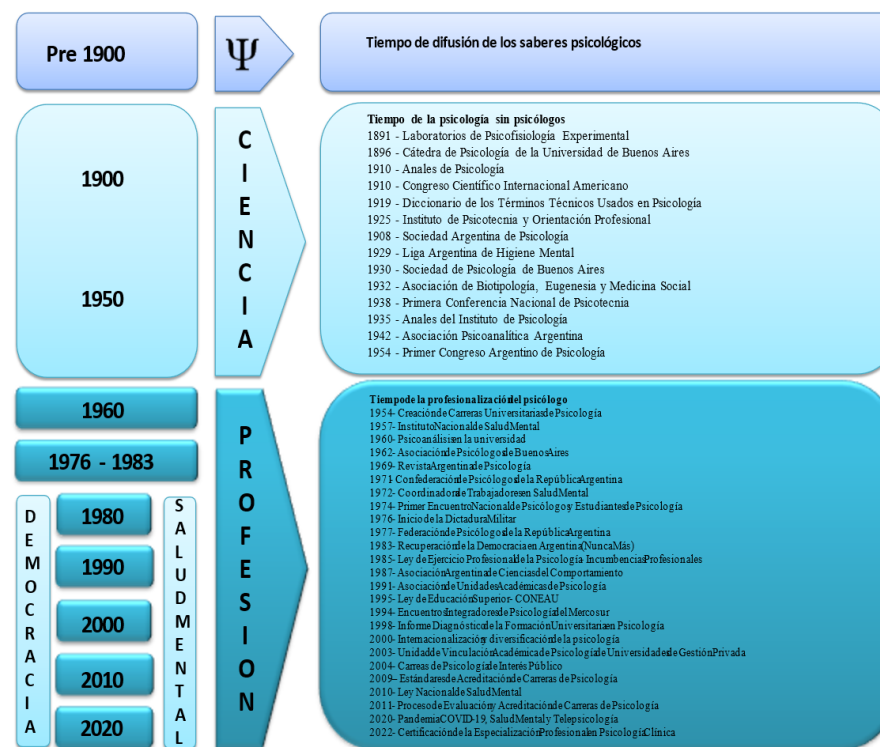 Pre 1900
Ψ
Tiempo de difusión de los saberes psicológicos
1900
1950
CIENCIA
Tiempo de la psicología sin psicólogos
1891 - Laboratorios de Psicofisiología Experimental
1896 - Cátedra de Psicología de la Universidad de Buenos Aires
1910 - Anales de Psicología
1910 - Congreso Científico Internacional Americano
1919 - Diccionario de los Términos Técnicos Usados en Psicología
1925 - Instituto de Psicotecnia y Orientación Profesional
1908 - Sociedad Argentina de Psicología
1929 - Liga Argentina de Higiene Mental
1930 - Sociedad de Psicología de Buenos Aires
1932 - Asociación de Biotipología, Eugenesia y Medicina Social
1938 - Primera Conferencia Nacional de Psicotecnia
1935 - Anales del Instituto de Psicología
1942 - Asociación Psicoanalítica Argentina
1954 - Primer Congreso Argentino de Psicología
1960
1976 - 1983
DEMOCRACIA
1980
1990
2000
2010
2020
SALUD MENTAL
PROFESION
Tiempo de la profesionalización del psicólogo
1954- Creación de Carreras Universitarias de Psicología
1957- Instituto Nacional de Salud Mental
1960- Psicoanálisis en la universidad
1962- Asociación de Psicólogos de Buenos Aires
1969- Revista Argentina de Psicología
1971- Confederación de Psicólogos de la República Argentina
1972- Coordinadora de Trabajadores en Salud Mental
1974- Primer Encuentro Nacional de Psicólogos y Estudiantes de Psicología
1976- Inicio de la Dictadura Militar
1977- Federación de Psicólogos de la República Argentina
1983- Recuperación de la Democracia en Argentina (Nunca Más)
1985- Ley de Ejercicio Profesional de la Psicología- Incumbencias Profesionales
1987- Asociación Argentina de Ciencias del Comportamiento
1991- Asociación de Unidades Académicas de Psicología
1995- Ley de Educación Superior- CONEAU
1994- Encuentros Integradores de Psicología del Mercosur
1998- Informe Diagnóstico de la Formación Universitaria en Psicología
2000- Internacionalización y diversificación de la psicología
2003- Unidad de Vinculación Académica de Psicología de Universidades de Gestión Privada
2004- Carreas de Psicología de Interés Público
2009– Estándares de Acreditación de Carreras de Psicología
2010- Ley Nacional de Salud Mental
2011- Proceso de Evaluación y Acreditación de Carreras de Psicología
2020- Pandemia COVID-19, Salud Mental y Telepsicología
2022- Certificación de la Especialización Profesional en Psicología Clínica